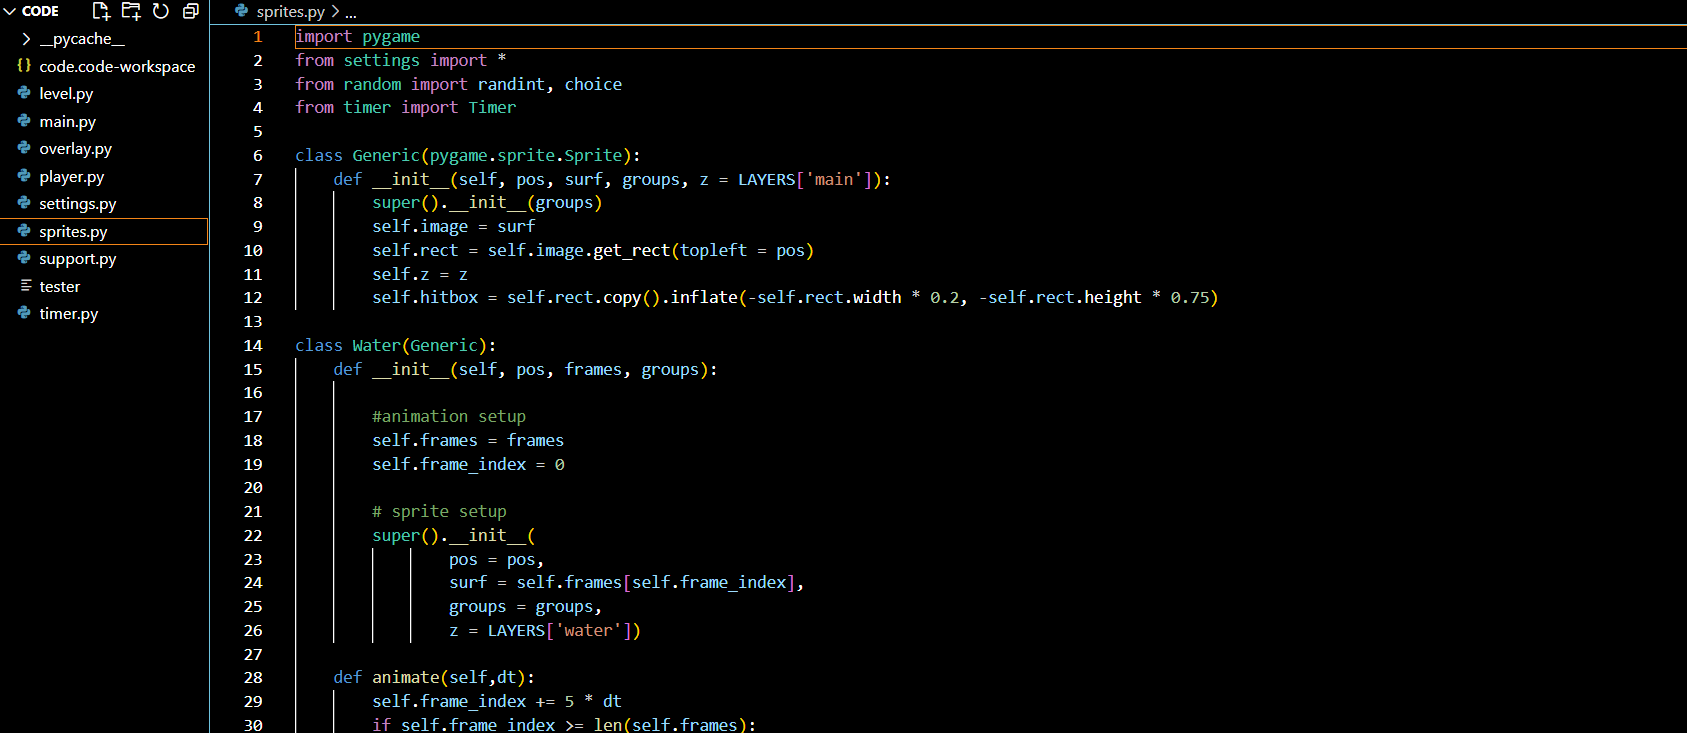 CODE
__pycache__
{} code.code-workspace
level.py
main.py
overlay.py
player.py
settings.py
sprites.py
support.py
tester
timer.py
sprites.py > ...
1 import pygame
2 from settings import *
3 from random import randint, choice
4 from timer import Timer
5
6 class Generic(pygame.sprite.Sprite):
7     def __init__(self, pos, surf, groups, z = LAYERS['main']):
8         super().__init__(groups)
9         self.image = surf
10         self.rect = self.image.get_rect(topleft = pos)
11         self.z = z
12         self.hitbox = self.rect.copy().inflate(-self.rect.width * 0.2, -self.rect.height * 0.75)
13
14 class Water(Generic):
15     def __init__(self, pos, frames, groups):
16
17         #animation setup
18         self.frames = frames
19         self.frame_index = 0
20
21         # sprite setup
22         super().__init__(
23                 pos = pos,
24                 surf = self.frames[self.frame_index],
25                 groups = groups,
26                 z = LAYERS['water'])
27
28     def animate(self,dt):
29         self.frame_index += 5 * dt
30         if self.frame_index >= len(self.frames):